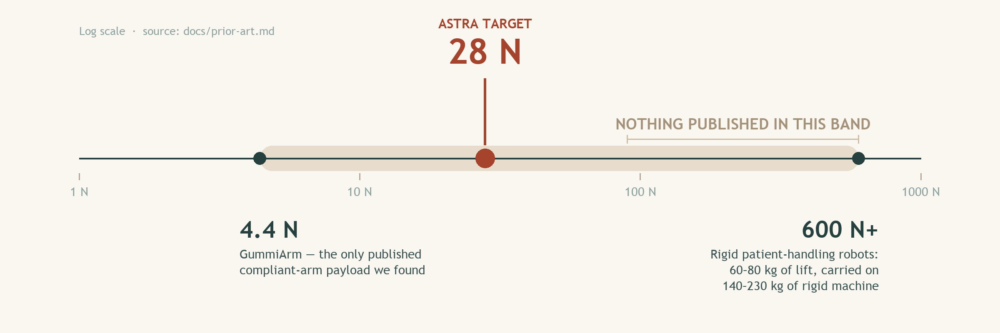 Log scale · source: docs/prior-art.md
ASTRA TARGET
28 N
NOTHING PUBLISHED IN THIS BAND
1 N
10 N
100 N
1000 N
4.4 N
GummiArm — the only published
compliant-arm payload we found
600 N+
Rigid patient-handling robots:
60–80 kg of lift, carried on
140–230 kg of rigid machine